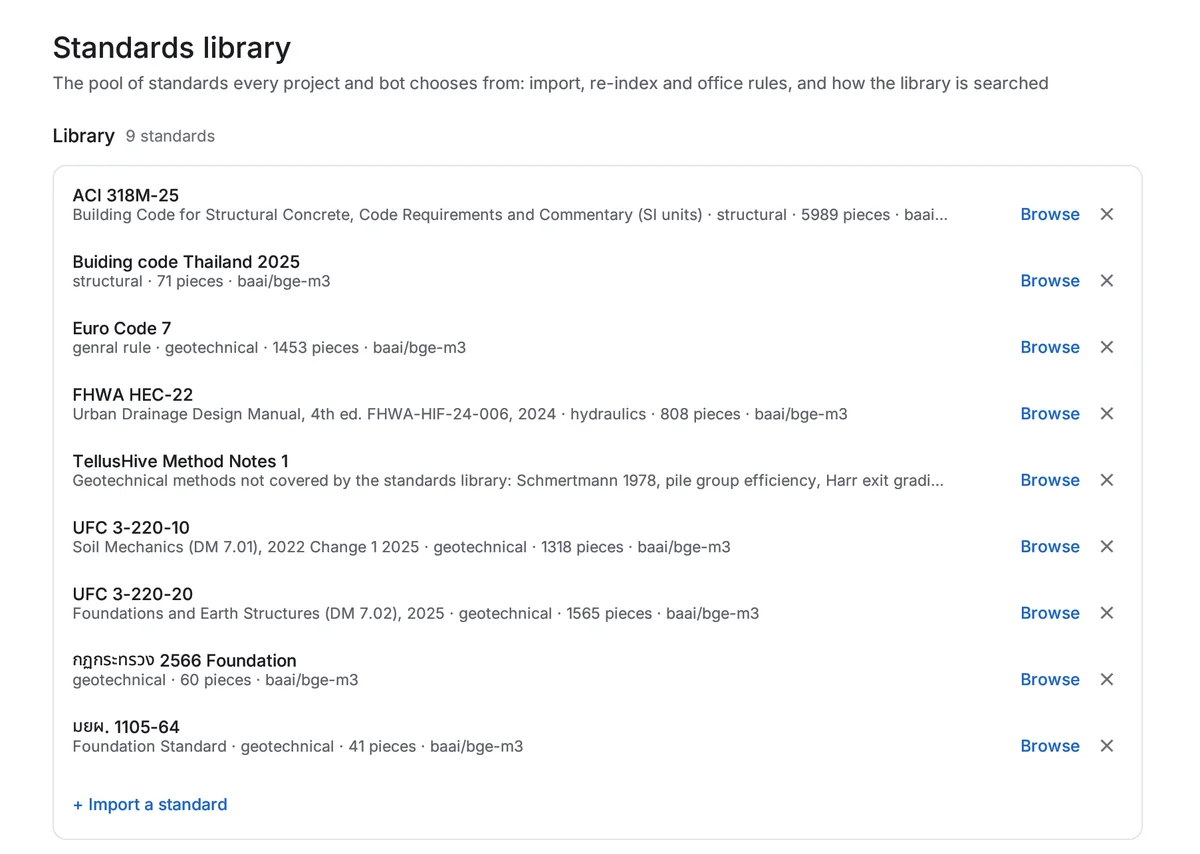 Standards library
The pool of standards every project and bot chooses from: import, re-index and office rules, and how the library is searched
Library 9 standards
ACI 318M-25
Building Code for Structural Concrete, Code Requirements and Commentary (SI units) · structural · 5989 pieces · baai...
Browse ✕
Buiding code Thailand 2025
structural · 71 pieces · baai/bge-m3
Browse ✕
Euro Code 7
genral rule · geotechnical · 1453 pieces · baai/bge-m3
Browse ✕
FHWA HEC-22
Urban Drainage Design Manual, 4th ed. FHWA-HIF-24-006, 2024 · hydraulics · 808 pieces · baai/bge-m3
Browse ✕
TellusHive Method Notes 1
Geotechnical methods not covered by the standards library: Schmertmann 1978, pile group efficiency, Harr exit gradi...
Browse ✕
UFC 3-220-10
Soil Mechanics (DM 7.01), 2022 Change 1 2025 · geotechnical · 1318 pieces · baai/bge-m3
Browse ✕
UFC 3-220-20
Foundations and Earth Structures (DM 7.02), 2025 · geotechnical · 1565 pieces · baai/bge-m3
Browse ✕
กฎกระทรวง 2566 Foundation
geotechnical · 60 pieces · baai/bge-m3
Browse ✕
มยผ. 1105-64
Foundation Standard · geotechnical · 41 pieces · baai/bge-m3
Browse ✕
+ Import a standard